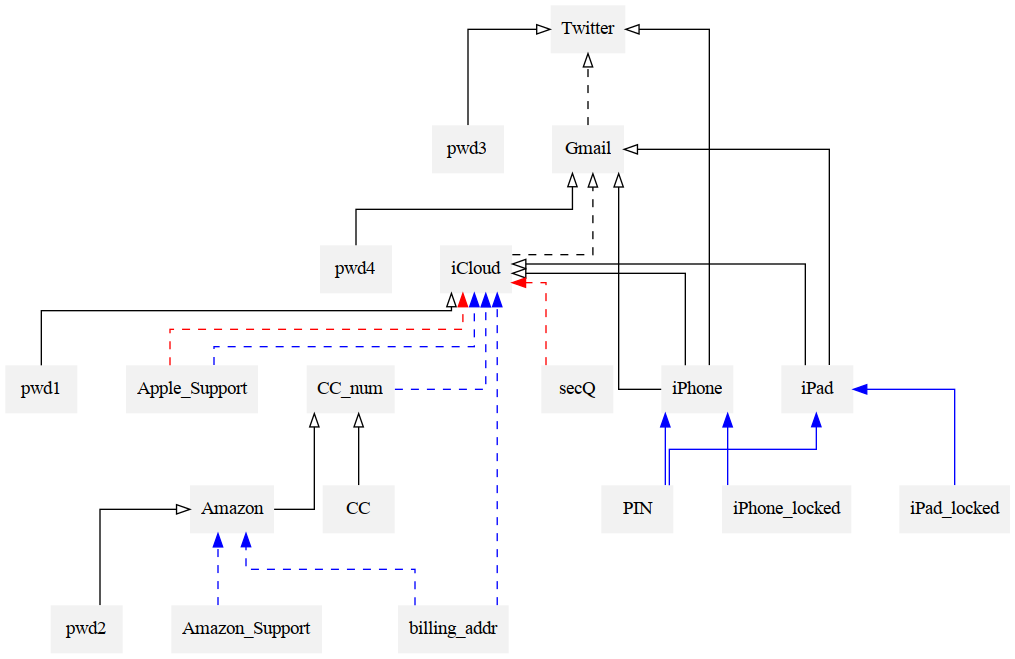 Twitter
pwd3
Gmail
pwd4
iCloud
pwd1
Apple_Support
CC_num
secQ
iPhone
iPad
Amazon
CC
PIN
iPhone_locked
iPad_locked
pwd2
Amazon_Support
billing_addr